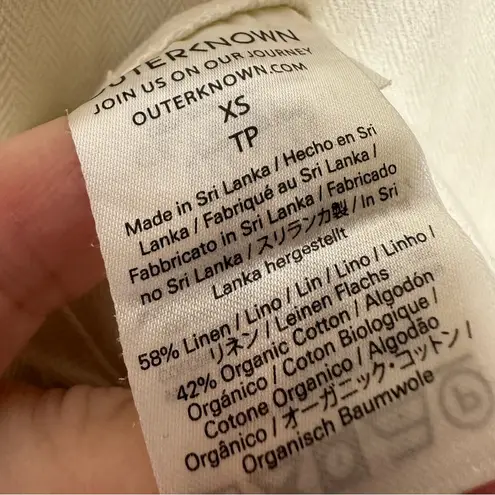 OUTERKNOWN
JOIN US ON OUR JOURNEY
OUTERKNOWN.COM
XS
TP
Made in Sri Lanka / Hecho en Sri
Lanka / Fabriqué au Sri Lanka /
Fabbricato in Sri Lanka / Fabricado
no Sri Lanka / スリランカ製 / In Sri
Lanka hergestellt
58% Linen / Lino / Lin / Lino / Linho /
リネン / Leinen Flachs
42% Organic Cotton / Algodón
Orgánico / Coton Biologique /
Cotone Organico / Algodão
Orgânico / オーガニック・コットン /
Organisch Baumwole